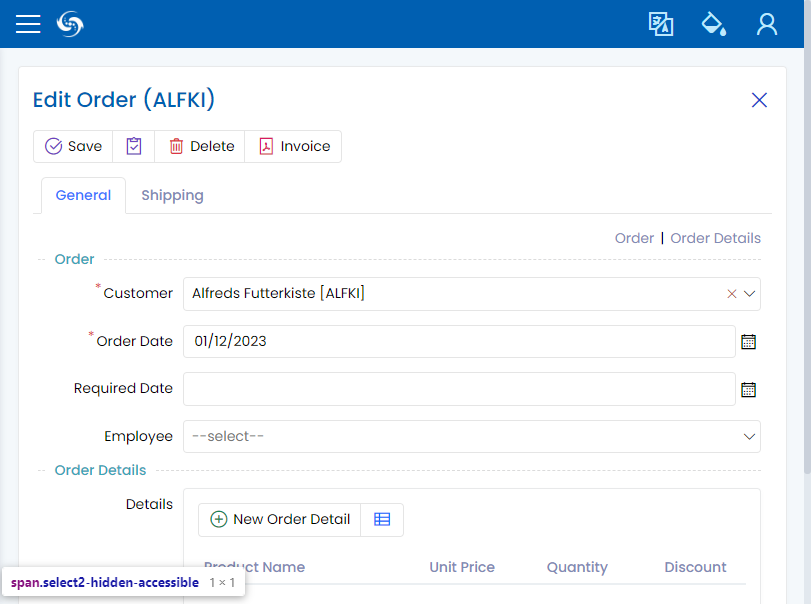 Edit Order (ALFKI)
Save Delete Invoice
General Shipping
Order | Order Details
Order
*Customer Alfreds Futterkiste [ALFKI]
*Order Date 01/12/2023
Required Date
Employee --select--
Order Details
Details
New Order Detail
Product Name Unit Price Quantity Discount
span.select2-hidden-accessible 1 × 1